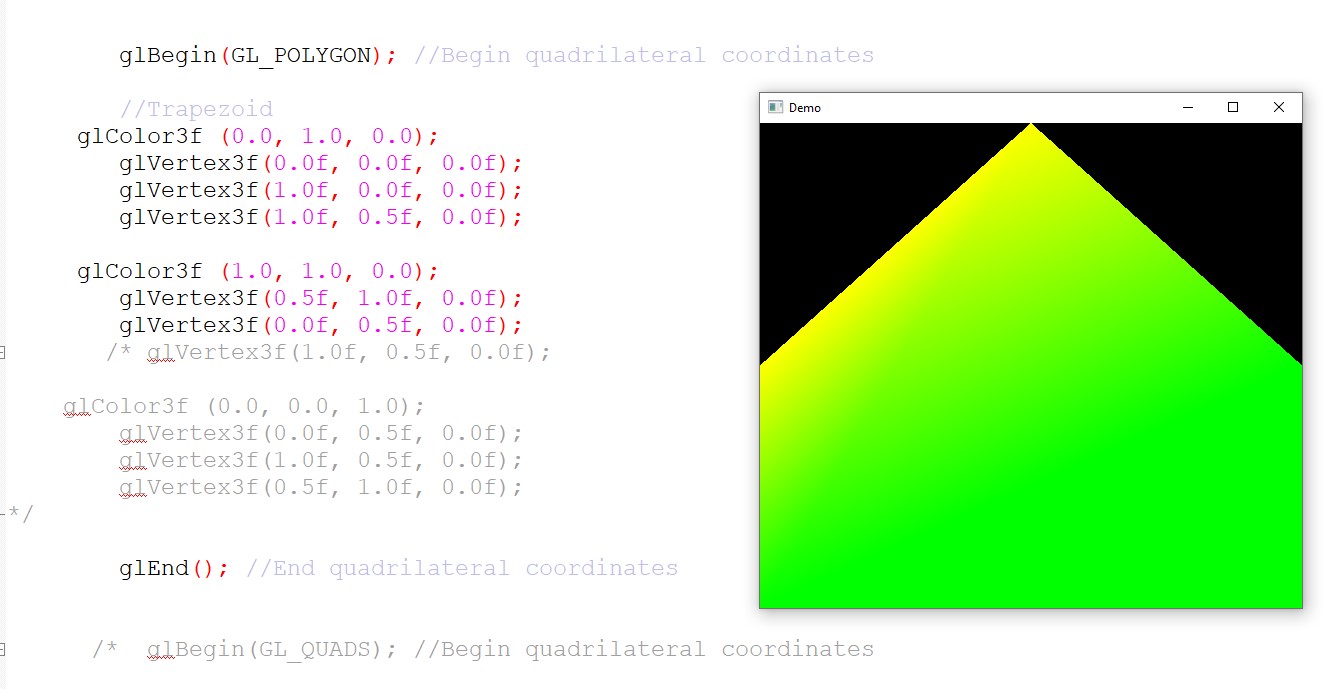 glBegin(GL_POLYGON); //Begin quadrilateral coordinates
//Trapezoid
glColor3f (0.0, 1.0, 0.0);
glVertex3f(0.0f, 0.0f, 0.0f);
glVertex3f(1.0f, 0.0f, 0.0f);
glVertex3f(1.0f, 0.5f, 0.0f);
glColor3f (1.0, 1.0, 0.0);
glVertex3f(0.5f, 1.0f, 0.0f);
glVertex3f(0.0f, 0.5f, 0.0f);
/* glVertex3f(1.0f, 0.5f, 0.0f);
glColor3f (0.0, 0.0, 1.0);
glVertex3f(0.0f, 0.5f, 0.0f);
glVertex3f(1.0f, 0.5f, 0.0f);
glVertex3f(0.5f, 1.0f, 0.0f);
*/
glEnd(); //End quadrilateral coordinates
/* glBegin(GL_QUADS); //Begin quadrilateral coordinates
Demo